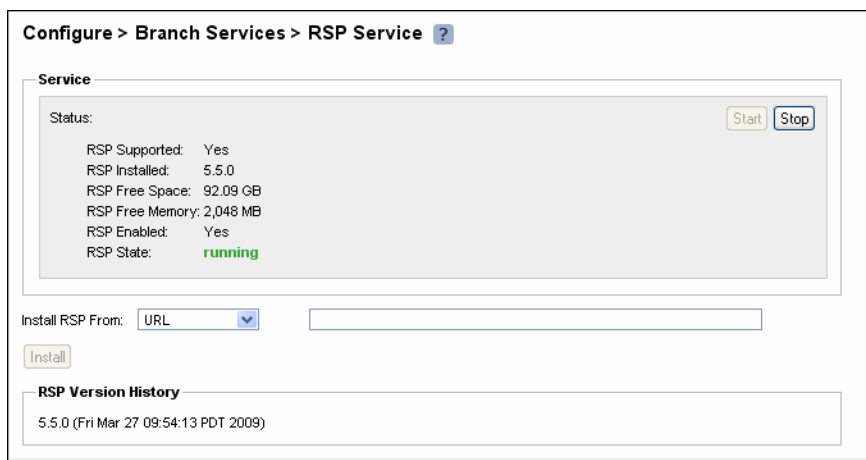 Configure > Branch Services > RSP Service ?
Service
Status:
Start Stop
RSP Supported: Yes
RSP Installed: 5.5.0
RSP Free Space: 92.09 GB
RSP Free Memory: 2,048 MB
RSP Enabled: Yes
RSP State: running
Install RSP From: URL
Install
RSP Version History
5.5.0 (Fri Mar 27 09:54:13 PDT 2009)